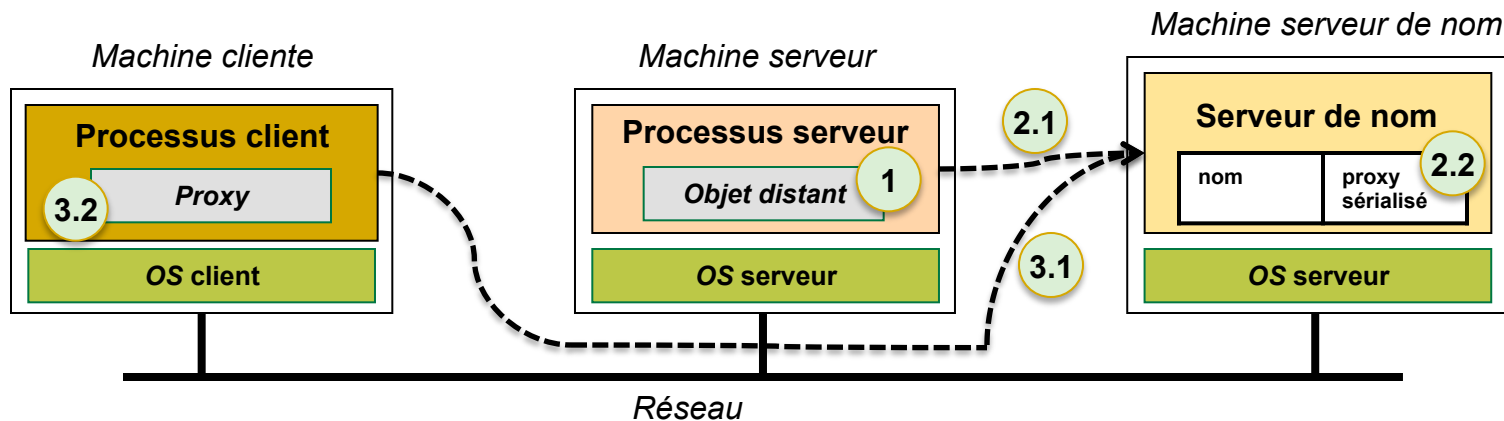 Machine cliente
Machine serveur
Machine serveur de nom
Processus client
Proxy
3.2
OS client
Processus serveur
1
Objet distant
OS serveur
2.1
3.1
Serveur de nom
2.2
nom
proxy
sérialisé
OS serveur
Réseau